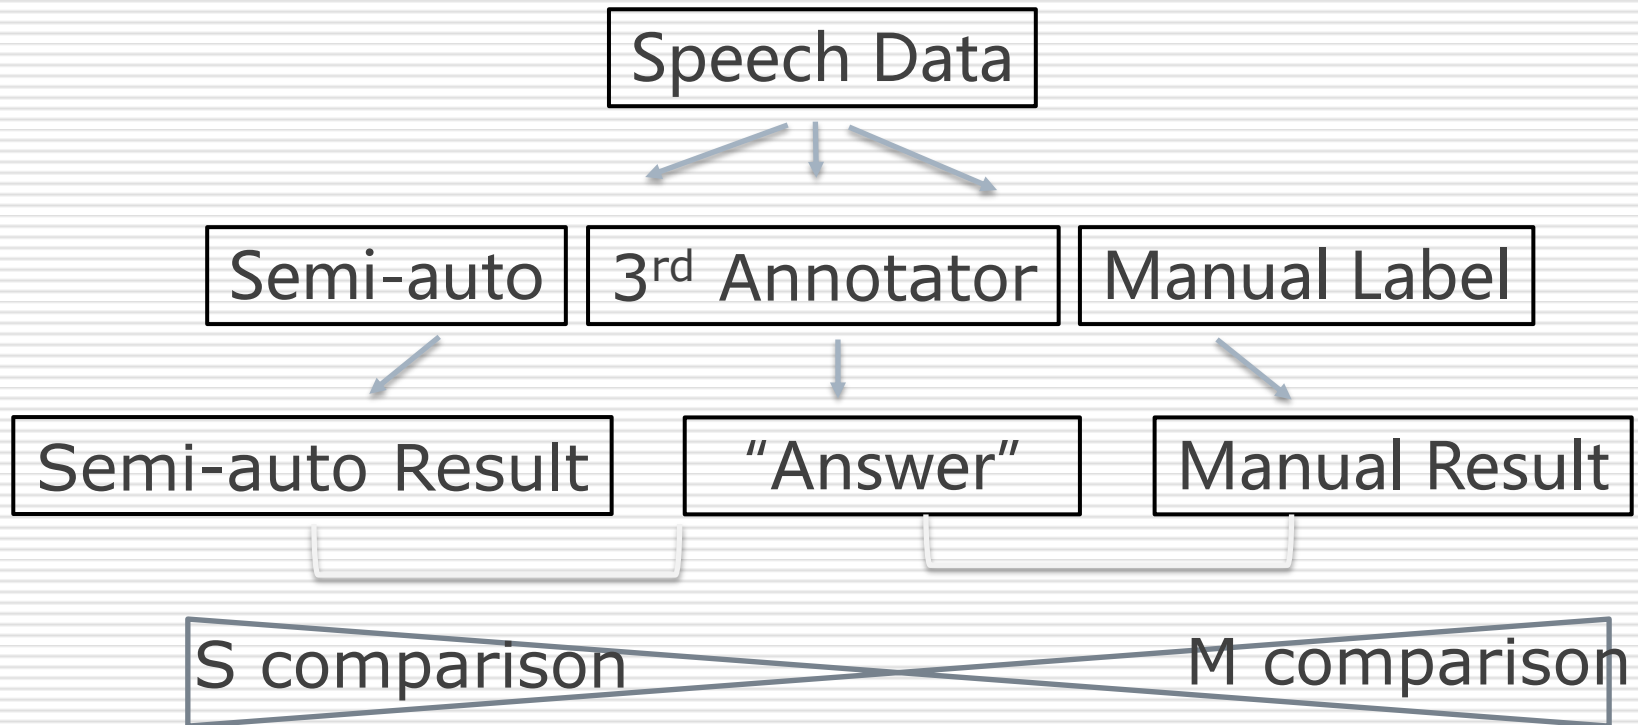 Speech Data
Semi-auto
3rd Annotator
Manual Label
Semi-auto Result
“Answer”
Manual Result
S comparison
M comparison